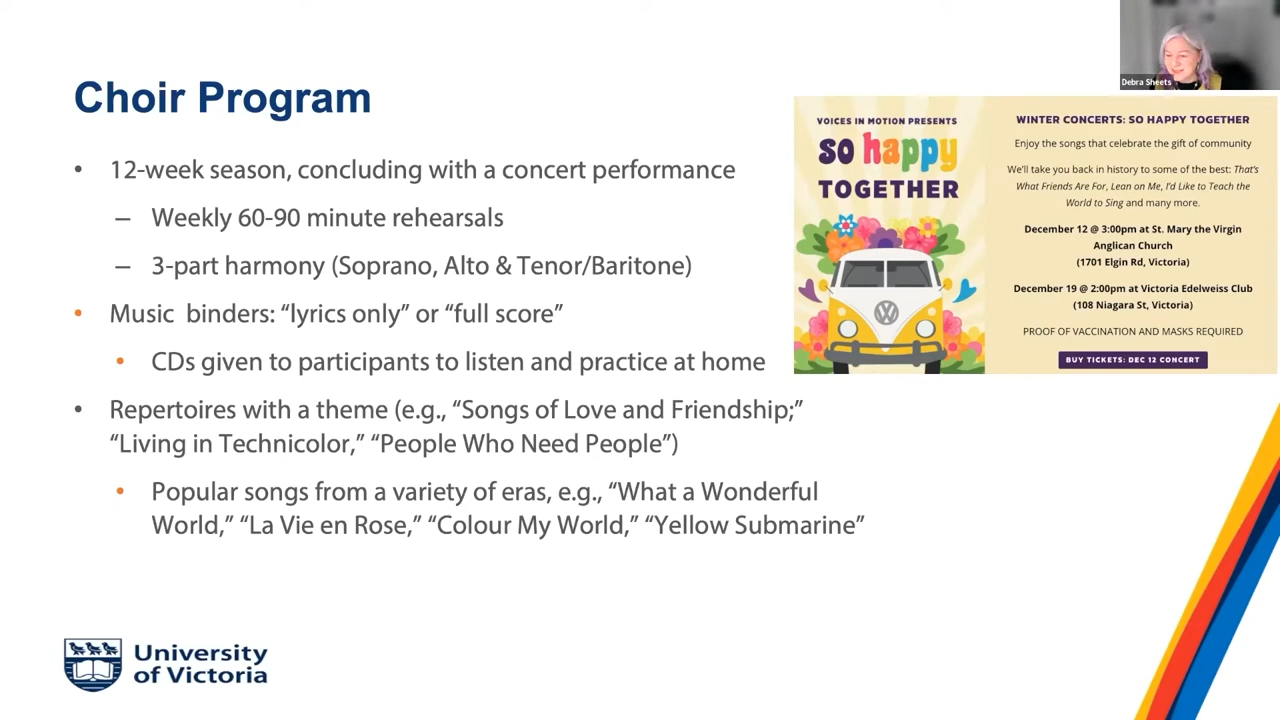 Debra Sheets
Choir Program
• 12-week season, concluding with a concert performance
– Weekly 60-90 minute rehearsals
– 3-part harmony (Soprano, Alto & Tenor/Baritone)
• Music  binders: “lyrics only” or “full score”
• CDs given to participants to listen and practice at home
• Repertoires with a theme (e.g., “Songs of Love and Friendship;”
“Living in Technicolor,” “People Who Need People”)
• Popular songs from a variety of eras, e.g., “What a Wonderful
World,” “La Vie en Rose,” “Colour My World,” “Yellow Submarine”
VOICES IN MOTION PRESENTS
so happy
TOGETHER
WINTER CONCERTS: SO HAPPY TOGETHER
Enjoy the songs that celebrate the gift of community
We’ll take you back in history to some of the best: That’s
What Friends Are For, Lean on Me, I’d Like to Teach the
World to Sing and many more.
December 12 @ 3:00pm at St. Mary the Virgin
Anglican Church
(1701 Elgin Rd, Victoria)
December 19 @ 2:00pm at Victoria Edelweiss Club
(108 Niagara St, Victoria)
PROOF OF VACCINATION AND MASKS REQUIRED
BUY TICKETS: DEC 12 CONCERT
University
of Victoria